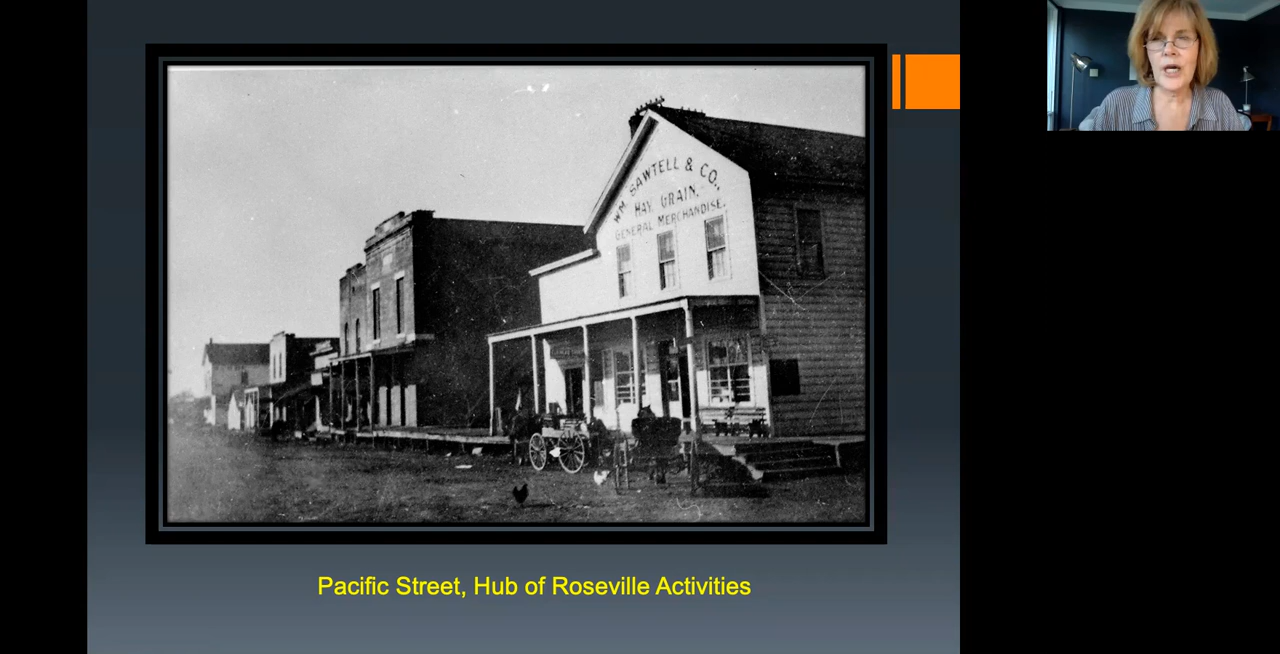 WM. SAWTELL & CO.,
HAY, GRAIN,
GENERAL MERCHANDISE.
Pacific Street, Hub of Roseville Activities